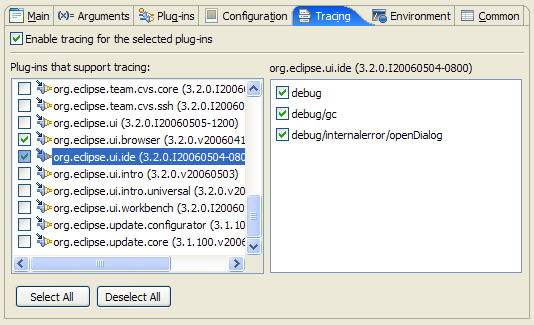 Main (x)= Arguments Plug-ins Configuration Tracing Environment Common
Enable tracing for the selected plug-ins
Plug-ins that support tracing:
org.eclipse.team.cvs.core (3.2.0.I20060
org.eclipse.team.cvs.ssh (3.2.0.I20060
org.eclipse.ui (3.2.0.I20060505-1200)
org.eclipse.ui.browser (3.2.0.v2006041
org.eclipse.ui.ide (3.2.0.I20060504-080
org.eclipse.ui.intro (3.2.0.v20060503)
org.eclipse.ui.intro.universal (3.2.0.v2
org.eclipse.ui.workbench (3.2.0.I20060
org.eclipse.update.configurator (3.1.10
org.eclipse.update.core (3.1.100.v2006
org.eclipse.ui.ide (3.2.0.I20060504-0800)
debug
debug/gc
debug/internalerror/openDialog
Select All Deselect All